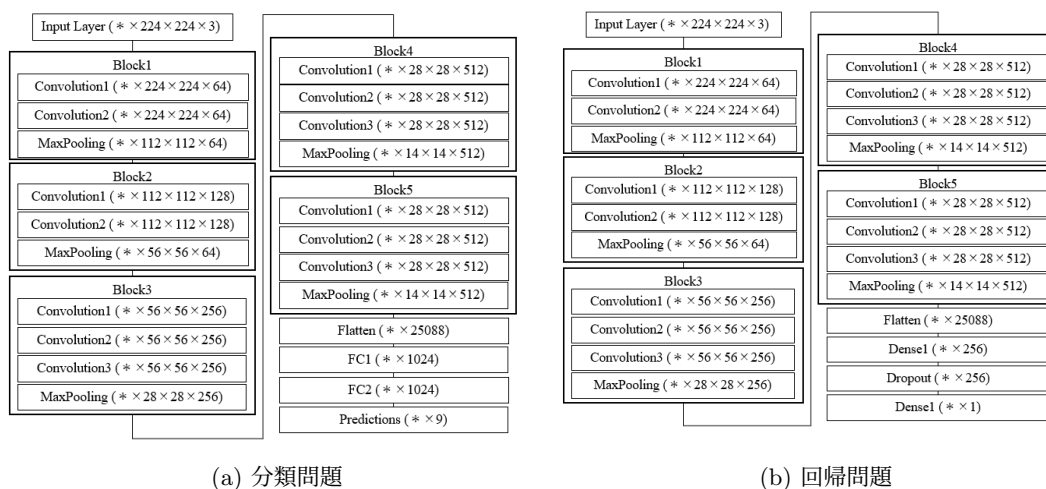 Input Layer (* × 224 × 224 × 3)
Block1
Convolution1 (* × 224 × 224 × 64)
Convolution2 (* × 224 × 224 × 64)
MaxPooling (* × 112 × 112 × 64)
Block2
Convolution1 (* × 112 × 112 × 128)
Convolution2 (* × 112 × 112 × 128)
MaxPooling (* × 56 × 56 × 64)
Block3
Convolution1 (* × 56 × 56 × 256)
Convolution2 (* × 56 × 56 × 256)
Convolution3 (* × 56 × 56 × 256)
MaxPooling (* × 28 × 28 × 256)
Block4
Convolution1 (* × 28 × 28 × 512)
Convolution2 (* × 28 × 28 × 512)
Convolution3 (* × 28 × 28 × 512)
MaxPooling (* × 14 × 14 × 512)
Block5
Convolution1 (* × 28 × 28 × 512)
Convolution2 (* × 28 × 28 × 512)
Convolution3 (* × 28 × 28 × 512)
MaxPooling (* × 14 × 14 × 512)
Flatten (* × 25088)
FC1 (* × 1024)
FC2 (* × 1024)
Predictions (* × 9)
(a) 分類問題
Input Layer (* × 224 × 224 × 3)
Block1
Convolution1 (* × 224 × 224 × 64)
Convolution2 (* × 224 × 224 × 64)
MaxPooling (* × 112 × 112 × 64)
Block2
Convolution1 (* × 112 × 112 × 128)
Convolution2 (* × 112 × 112 × 128)
MaxPooling (* × 56 × 56 × 64)
Block3
Convolution1 (* × 56 × 56 × 256)
Convolution2 (* × 56 × 56 × 256)
Convolution3 (* × 56 × 56 × 256)
MaxPooling (* × 28 × 28 × 256)
Block4
Convolution1 (* × 28 × 28 × 512)
Convolution2 (* × 28 × 28 × 512)
Convolution3 (* × 28 × 28 × 512)
MaxPooling (* × 14 × 14 × 512)
Block5
Convolution1 (* × 28 × 28 × 512)
Convolution2 (* × 28 × 28 × 512)
Convolution3 (* × 28 × 28 × 512)
MaxPooling (* × 14 × 14 × 512)
Flatten (* × 25088)
Dense1 (* × 256)
Dropout (* × 256)
Dense1 (* × 1)
(b) 回帰問題